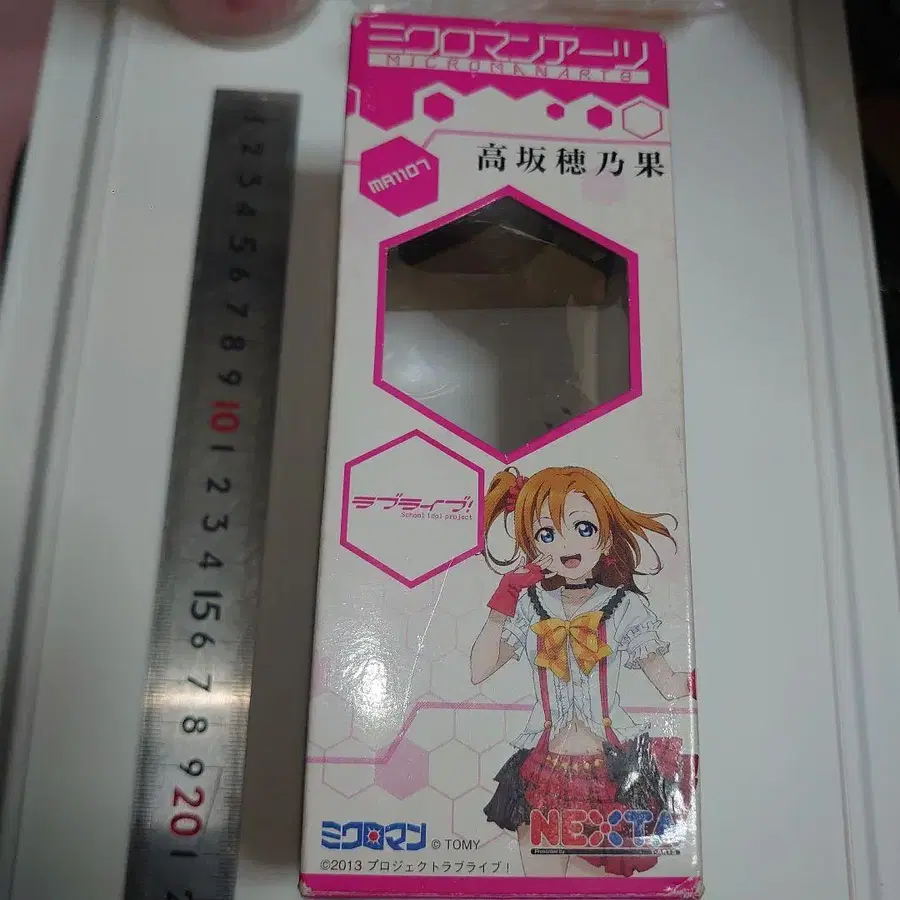 ミクロマンアーツ
MICROMANARTS
MA1107
高坂穂乃果
ラブライブ!
School idol project
ミクロマン © TOMY
NEXTA
©2013 プロジェクトラブライブ!
1 2 3 4 5 6 7 8 9 10 1 2 3 4 15 6 7 8 9 20 1 2